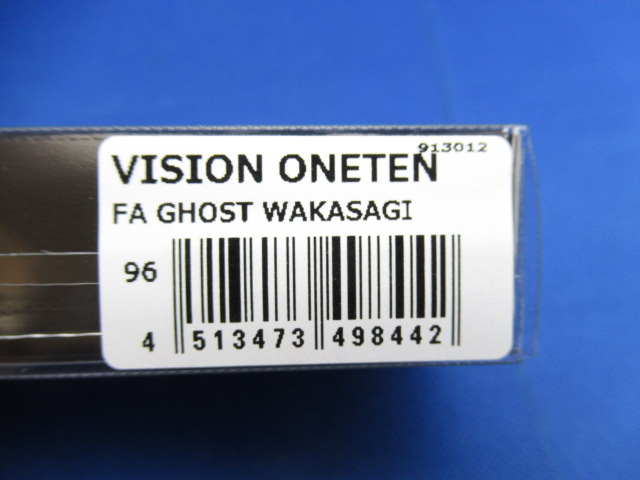 913012
VISION ONETEN
FA GHOST WAKASAGI
96
4 513473 498442